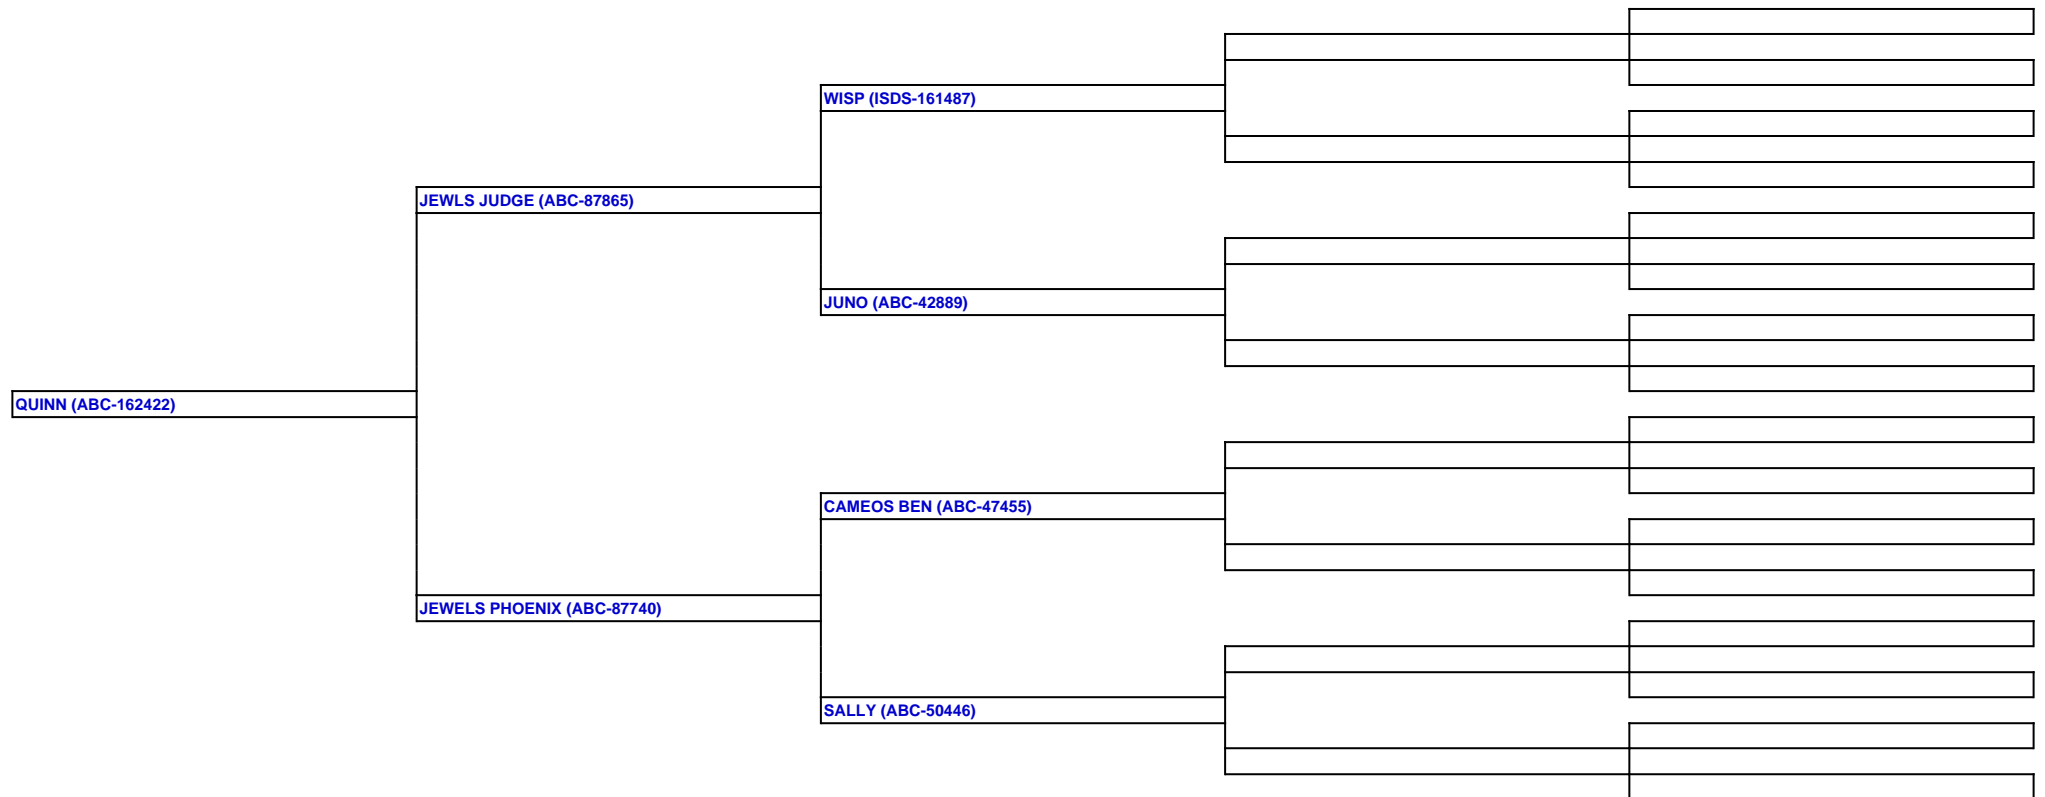 WISP (ISDS-161487)
JEWLS JUDGE (ABC-87865)
JUNO (ABC-42889)
QUINN (ABC-162422)
CAMEOS BEN (ABC-47455)
JEWELS PHOENIX (ABC-87740)
SALLY (ABC-50446)